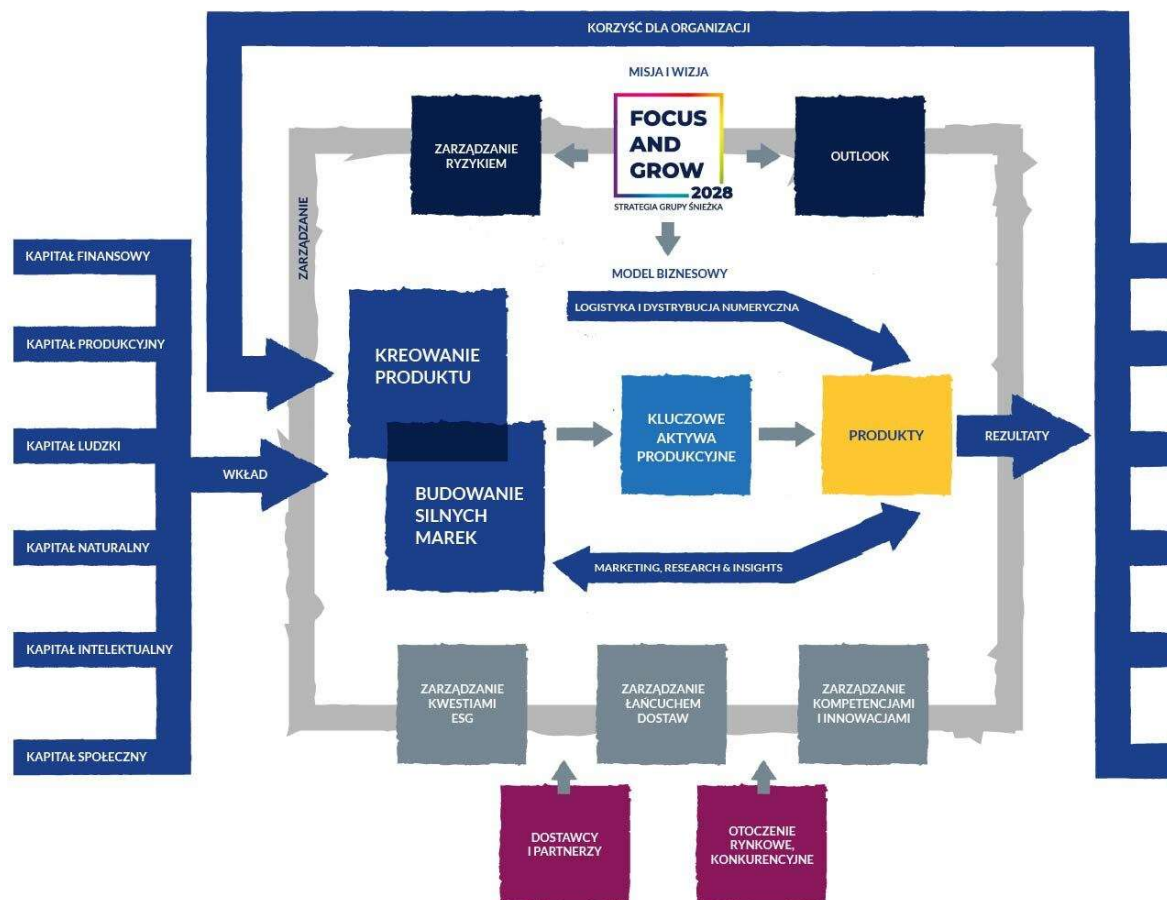 KORZYŚĆ DLA ORGANIZACJI
MISJA I WIZJA
FOCUS
AND
GROW
2028
STRATEGIA GRUPY ŚNIEŻKA
ZARZĄDZANIE
RYZYKIEM
OUTLOOK
ZARZĄDZANIE
KAPITAŁ FINANSOWY
KAPITAŁ PRODUKCYJNY
KAPITAŁ LUDZKI
KAPITAŁ NATURALNY
KAPITAŁ INTELEKTUALNY
KAPITAŁ SPOŁECZNY
WKŁAD
MODEL BIZNESOWY
LOGISTYKA I DYSTRYBUCJA NUMERYCZNA
KREOWANIE
PRODUKTU
BUDOWANIE
SILNYCH
MAREK
KLUCZOWE
AKTYWA
PRODUKCYJNE
PRODUKTY
REZULTATY
MARKETING, RESEARCH & INSIGHTS
ZARZĄDZANIE
KWESTIAMI
ESG
ZARZĄDZANIE
ŁAŃCUCHEM
DOSTAW
ZARZĄDZANIE
KOMPETENCJAMI
I INNOWACJAMI
DOSTAWCY
I PARTNERZY
OTOCZENIE
RYNKOWE,
KONKURENCYJNE